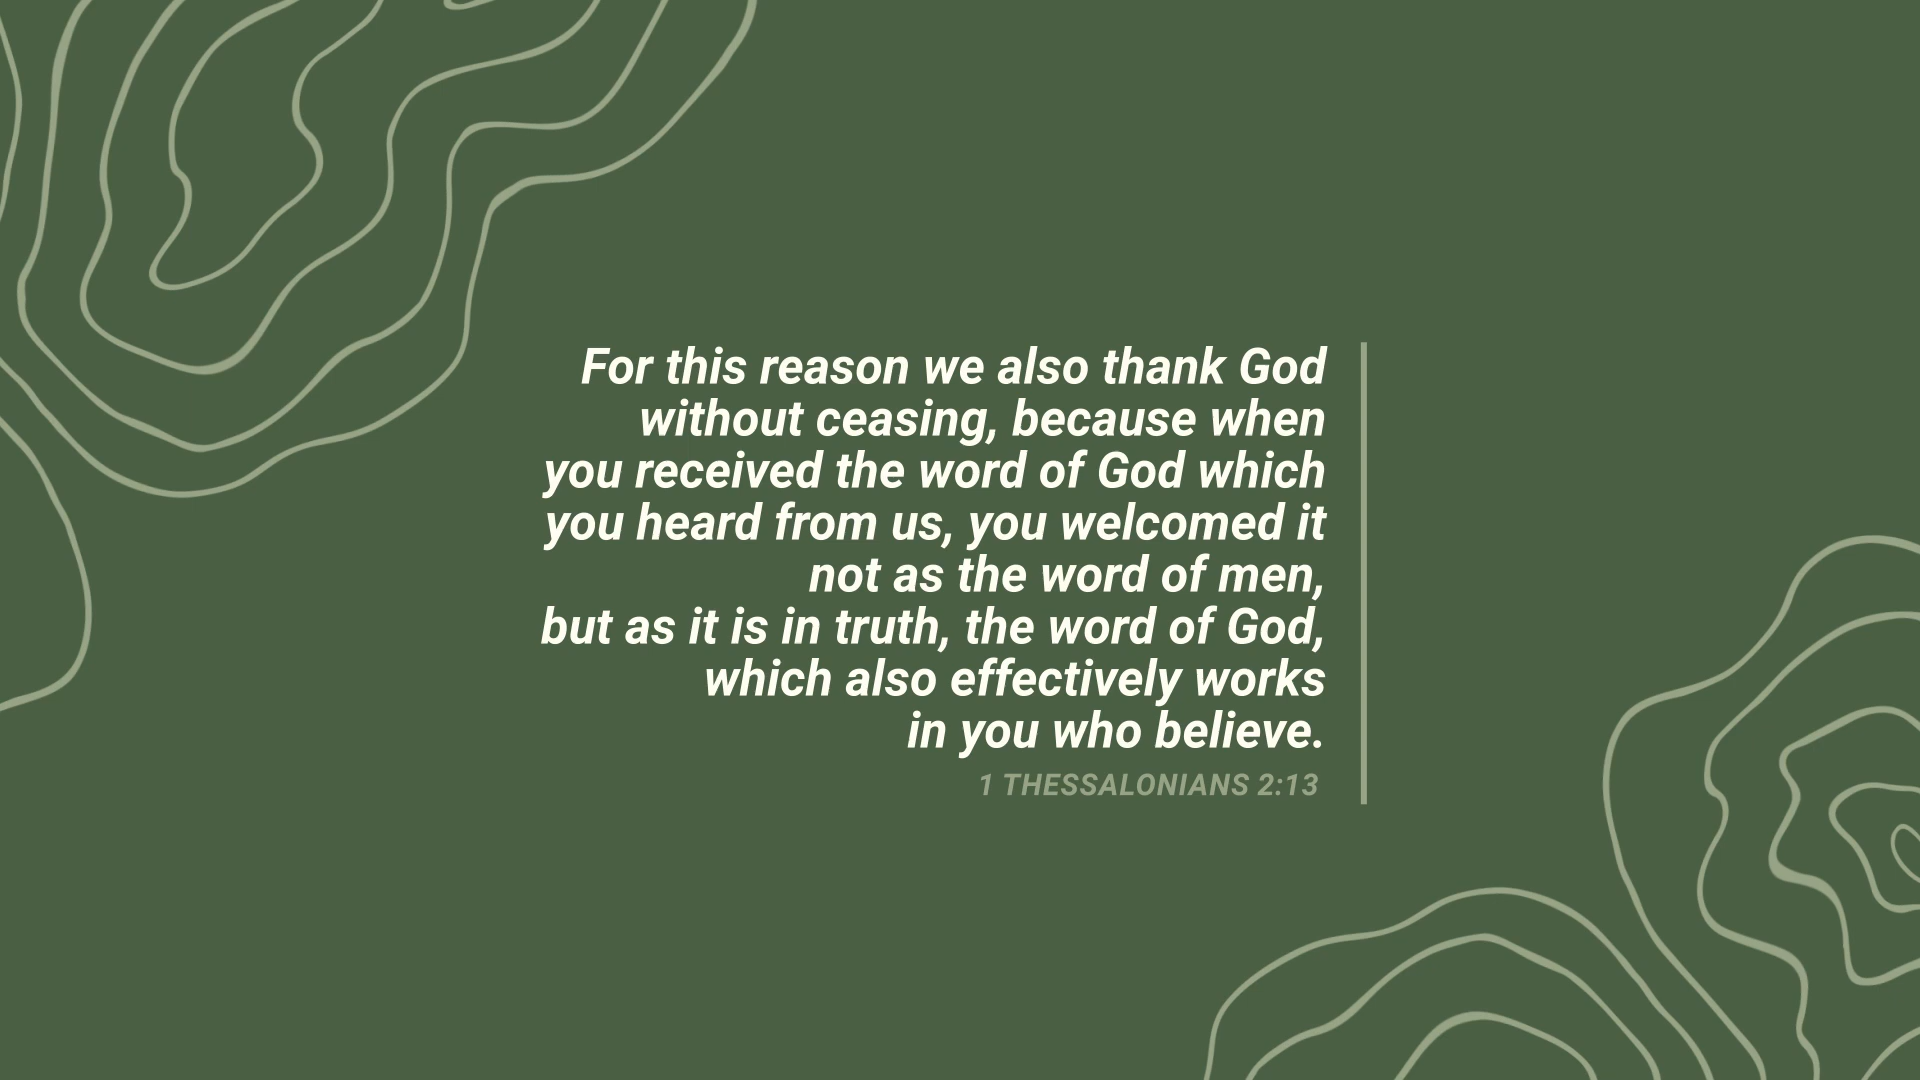 For this reason we also thank God
without ceasing, because when
you received the word of God which
you heard from us, you welcomed it
not as the word of men,
but as it is in truth, the word of God,
which also effectively works
in you who believe.
1 THESSALONIANS 2:13